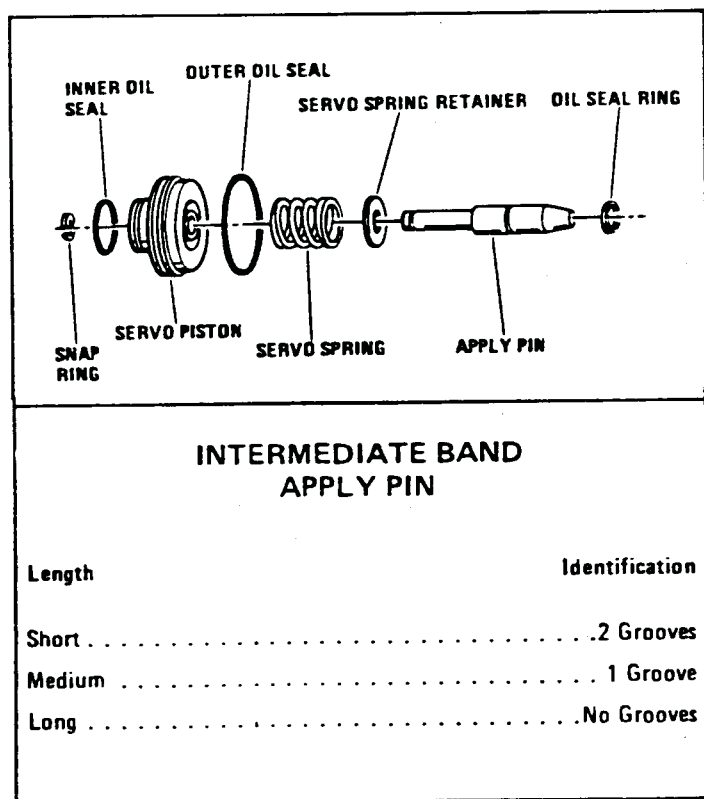 INNER OIL
SEAL
OUTER OIL SEAL
SERVO SPRING RETAINER
OIL SEAL RING
SERVO PISTON
SNAP
RING
SERVO SPRING
APPLY PIN
INTERMEDIATE BAND
APPLY PIN
Length Identification
Short . . . . . . . . . . . . . . . . . . . . . . . . . . . . . . . .2 Grooves
Medium . . . . . . . . . . . . . . . . . . . . . . . . . . . . . . 1 Groove
Long . . . . . . . . . . . . . . . . . . . . . . . . . . . . . . .No Grooves